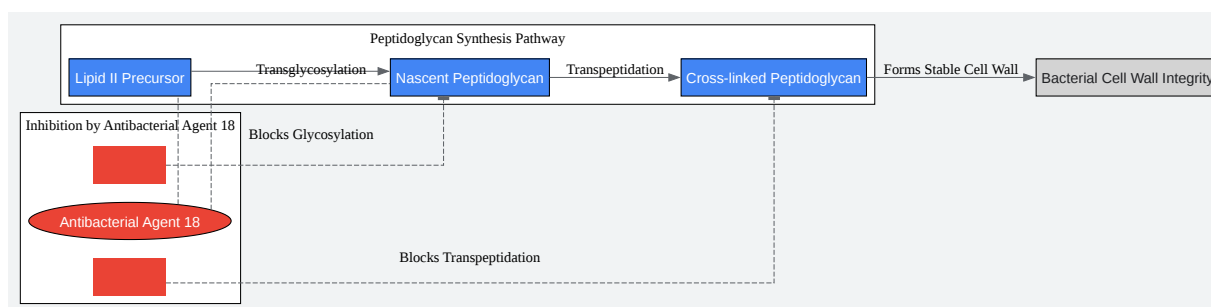 Peptidoglycan Synthesis Pathway
Lipid II Precursor
Transglycosylation
Nascent Peptidoglycan
Transpeptidation
Cross-linked Peptidoglycan
Forms Stable Cell Wall
Bacterial Cell Wall Integrity
Inhibition by Antibacterial Agent 18
Blocks Glycosylation
Antibacterial Agent 18
Blocks Transpeptidation